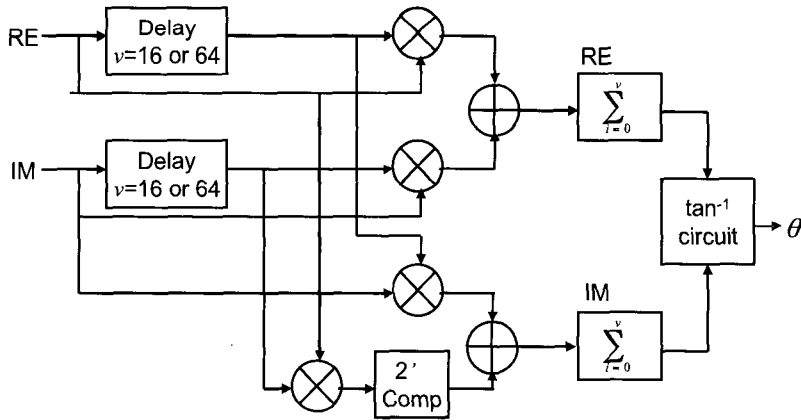 RE
Delay
v=16 or 64
RE
v
∑
i = 0
IM
Delay
v=16 or 64
tan⁻¹
circuit
θ
IM
v
∑
i = 0
2'
Comp